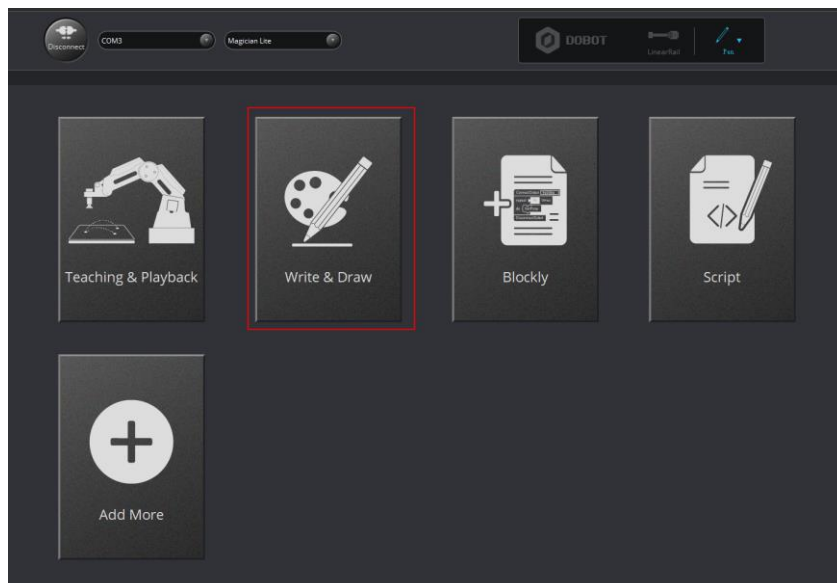 Disconnect
COM3
Magician Lite
DOBOT
LinearRail
Pen
Teaching & Playback
Write & Draw
Blockly
Script
Add More